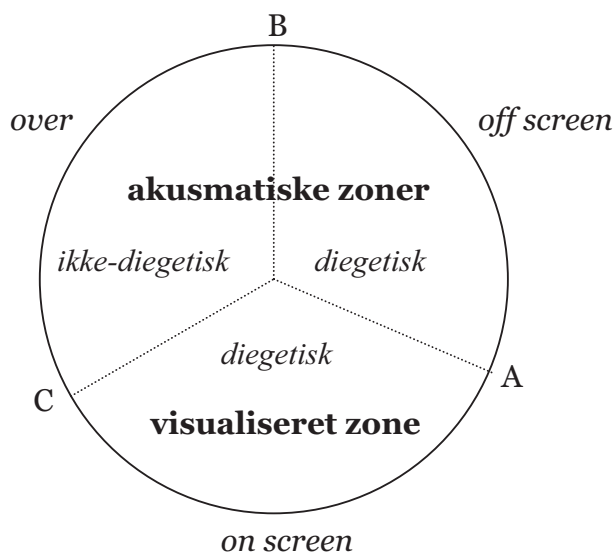 B
over
off screen
akusmatiske zoner
ikke-diegetisk
diegetisk
diegetisk
A
C
visualiseret zone
on screen